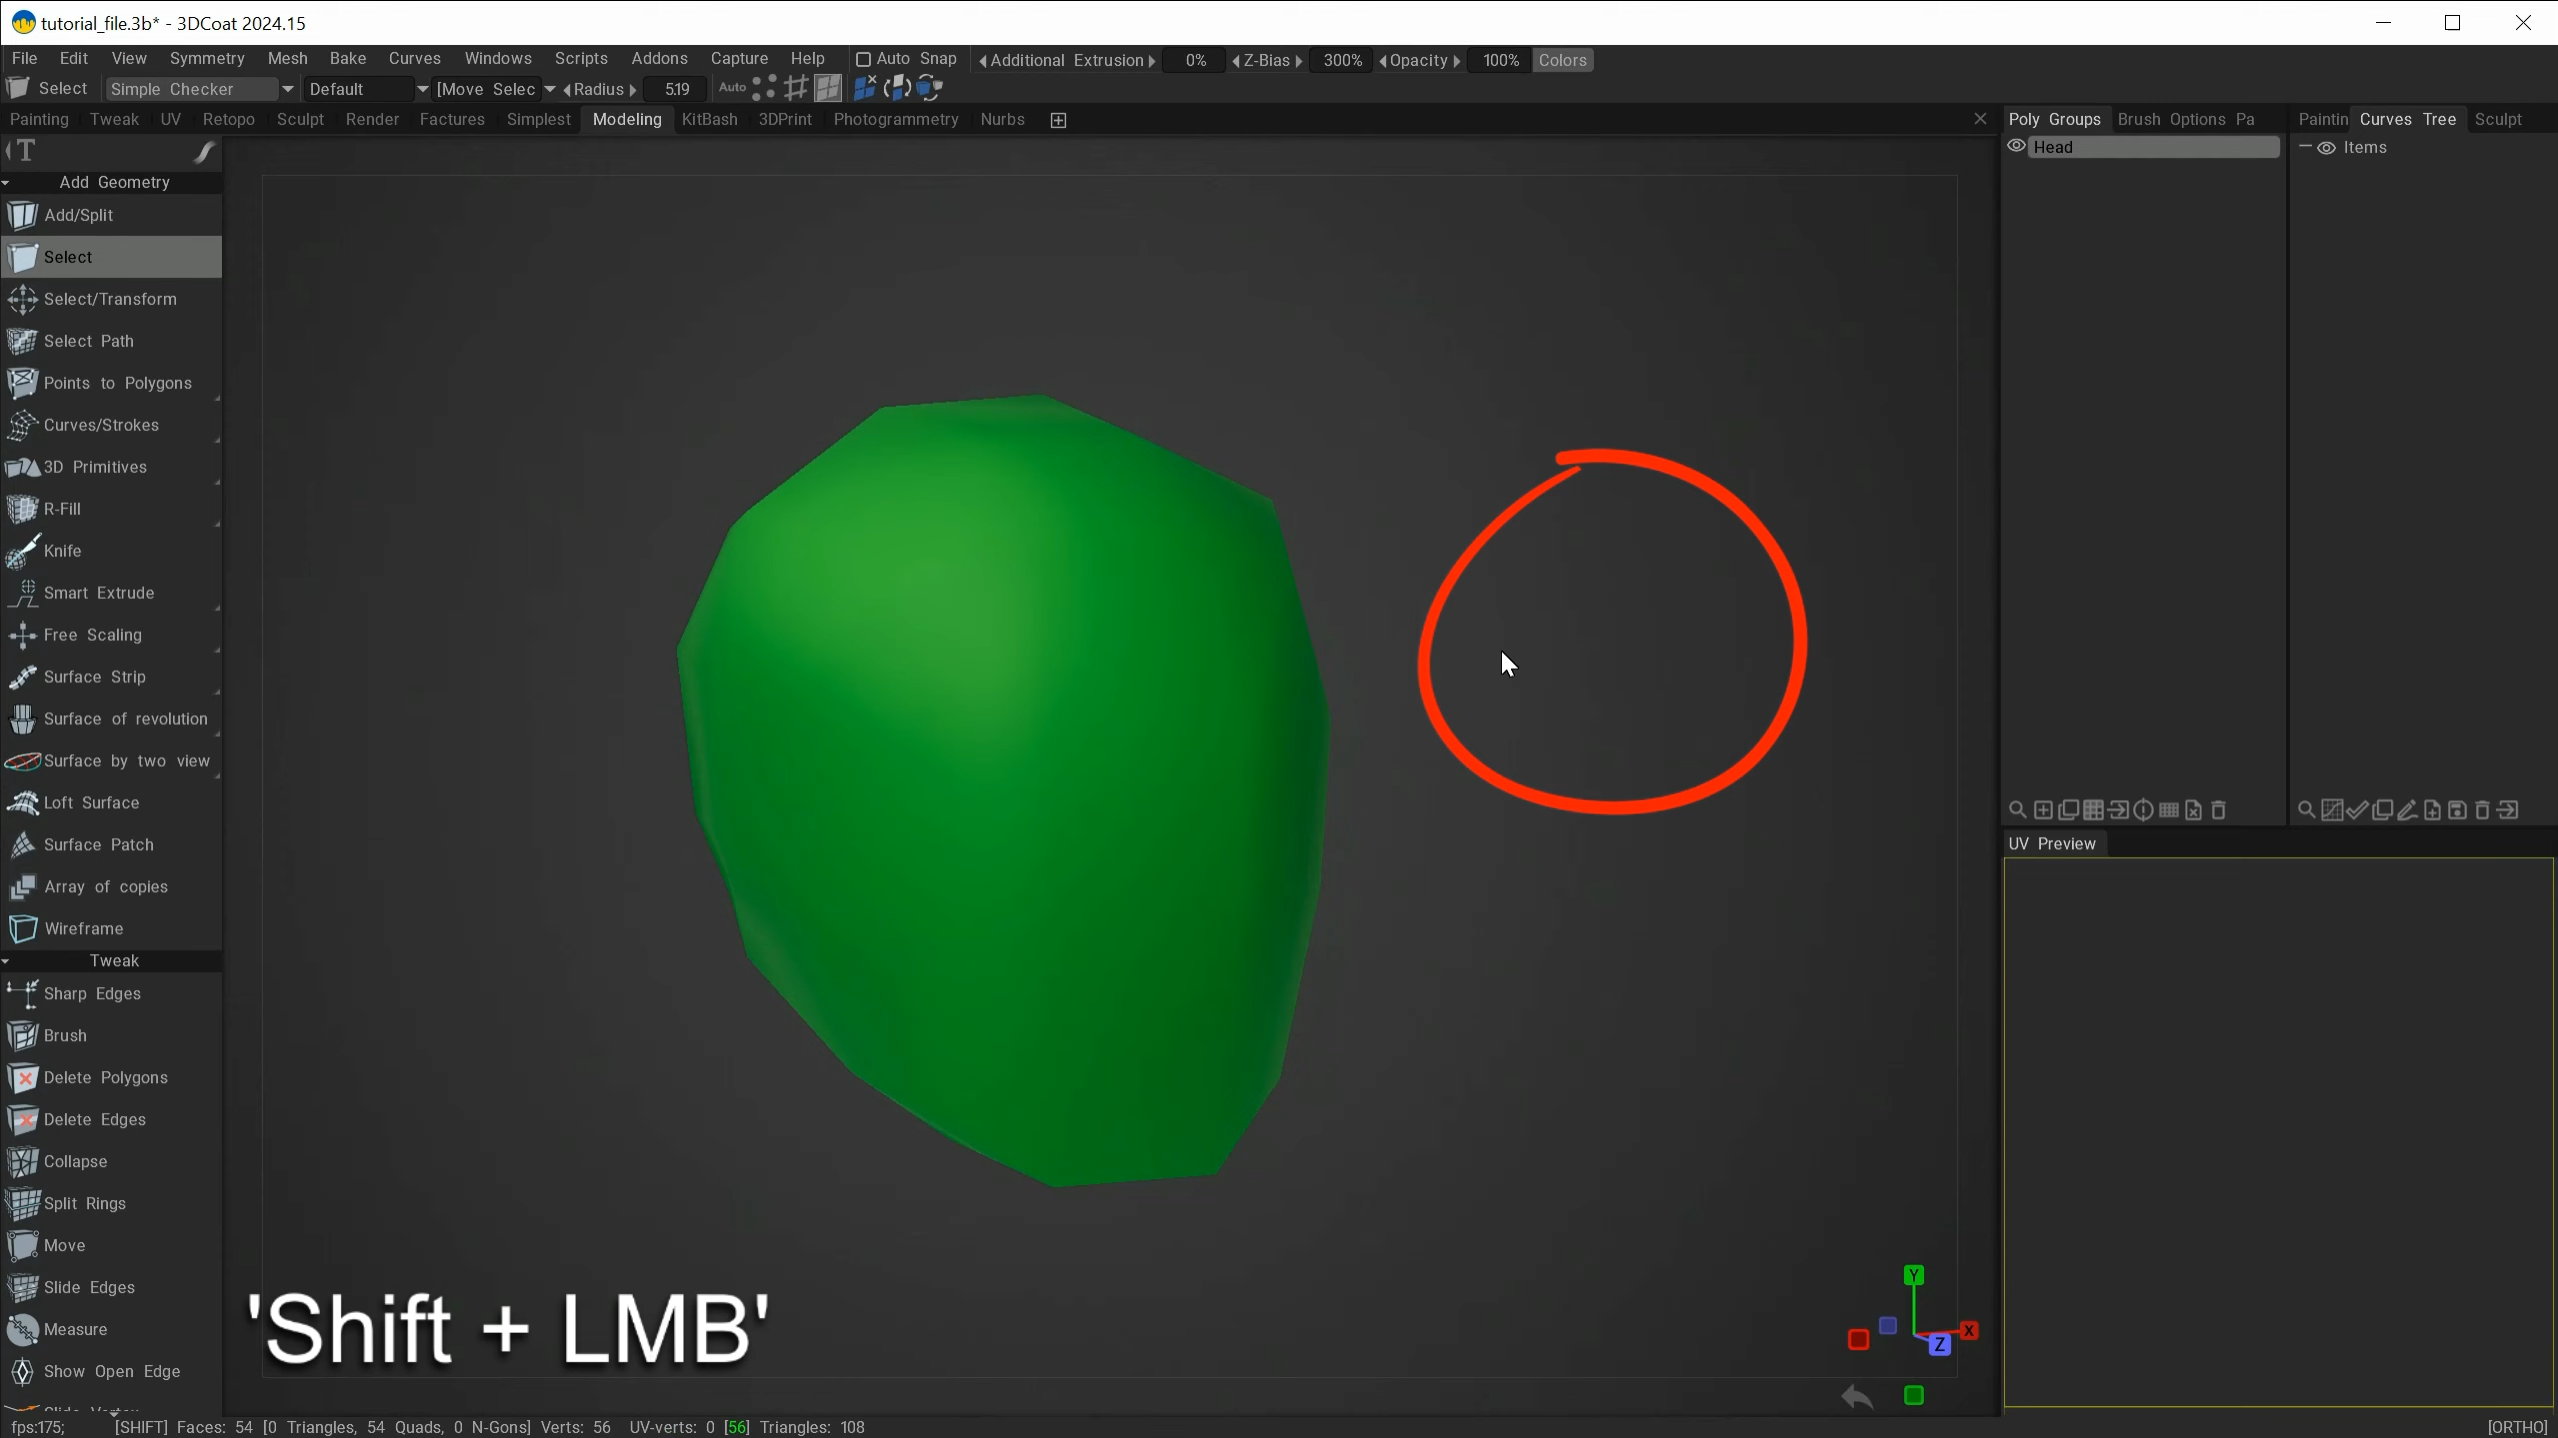 tutorial_file.3b* - 3DCoat 2024.15
File Edit View Symmetry Mesh Bake Curves Windows Scripts Addons Capture Help Auto Snap Additional Extrusion 0% Z-Bias 300% Opacity 100% Colors
Select Simple Checker Default [Move Selec Radius 5.19 Auto
Painting Tweak UV Retopo Sculpt Render Factures Simplest Modeling KitBash 3DPrint Photogrammetry Nurbs
Poly Groups Brush Options Pa
Paintin Curves Tree Sculpt
Head
Items
T
Add Geometry
Add/Split
Select
Select/Transform
Select Path
Points to Polygons
Curves/Strokes
3D Primitives
R-Fill
Knife
Smart Extrude
Free Scaling
Surface Strip
Surface of revolution
Surface by two view
Loft Surface
Surface Patch
Array of copies
Wireframe
Tweak
Sharp Edges
Brush
Delete Polygons
Delete Edges
Collapse
Split Rings
Move
Slide Edges
Measure
Show Open Edge
UV Preview
'Shift + LMB'
Y
X
Z
fps:175; [SHIFT] Faces: 54 [0 Triangles, 54 Quads, 0 N-Gons] Verts: 56 UV-verts: 0 [56] Triangles: 108
[ORTHO]